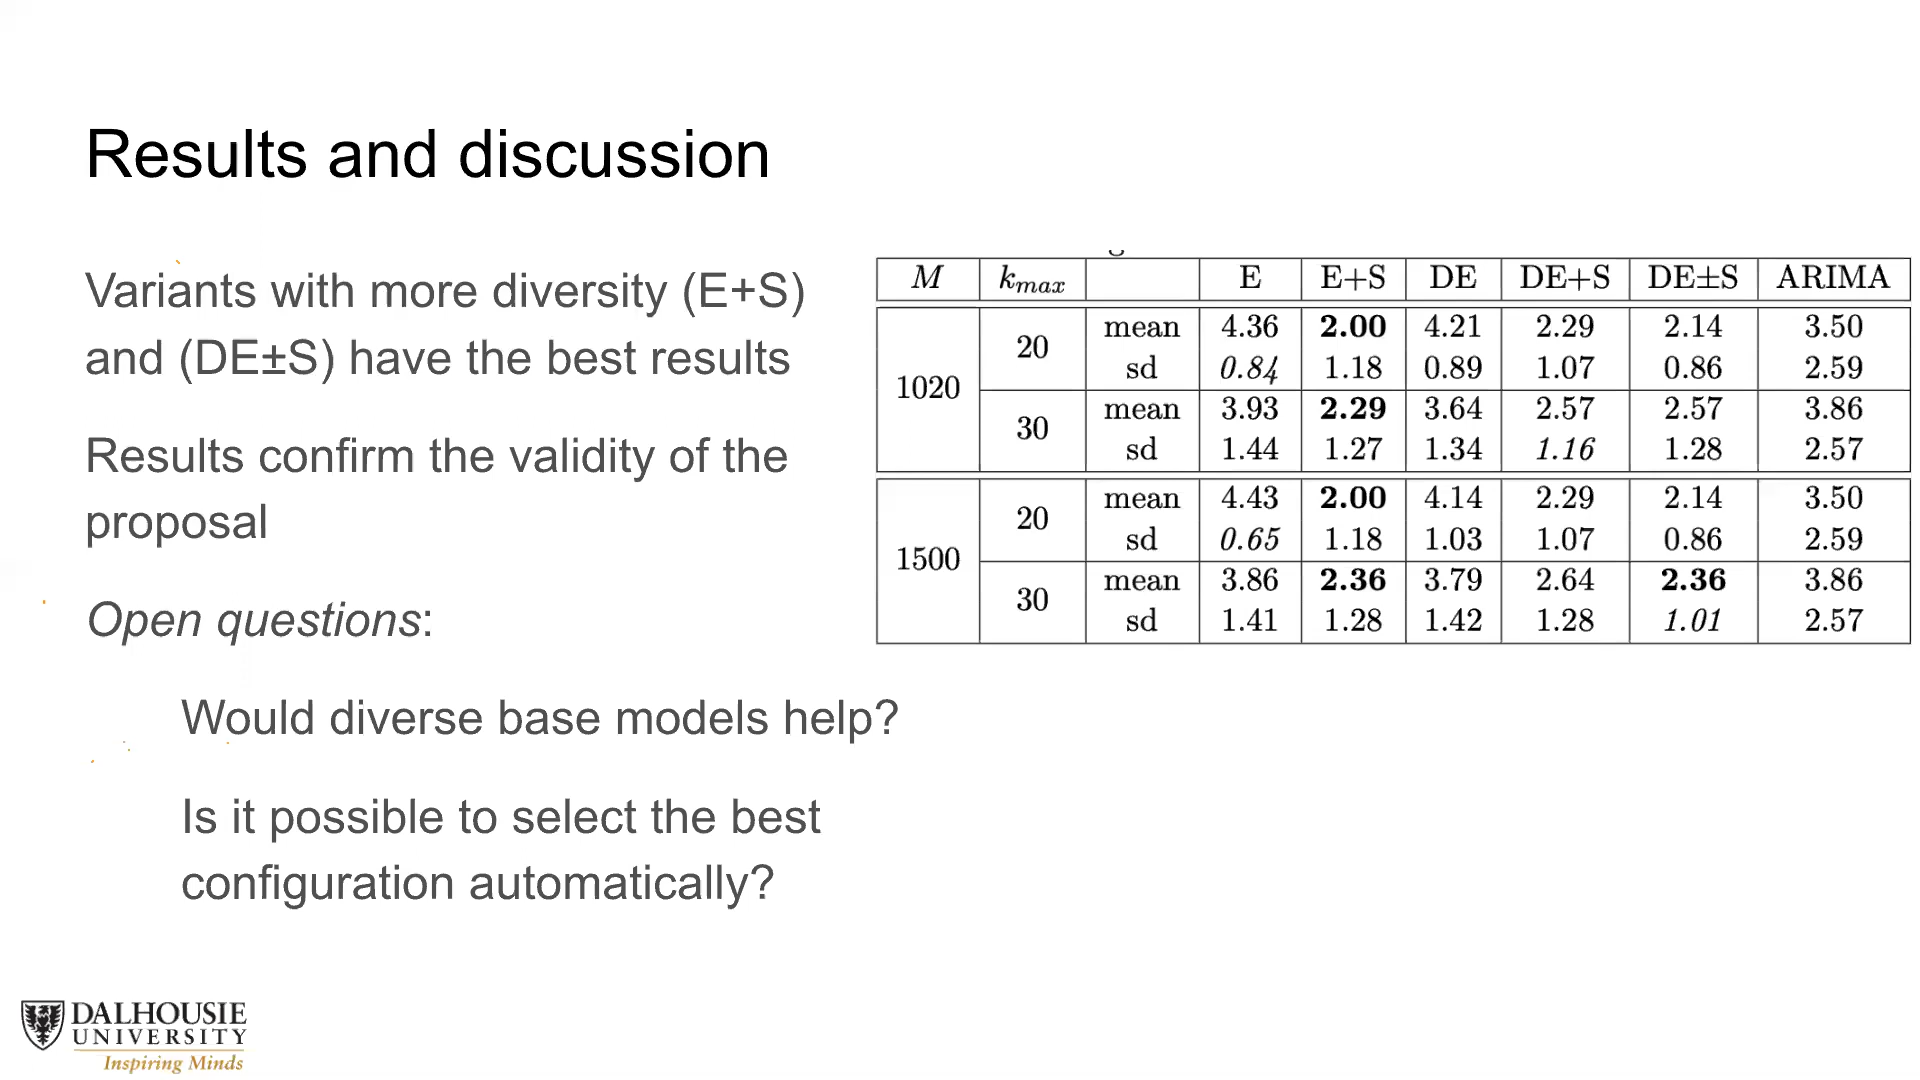 Results and discussion
Variants with more diversity (E+S)
and (DE±S) have the best results
Results confirm the validity of the
proposal
Open questions:
Would diverse base models help?
Is it possible to select the best
configuration automatically?
M kmax E E+S DE DE+S DE±S ARIMA
1020 20 mean 4.36 2.00 4.21 2.29 2.14 3.50
sd 0.84 1.18 0.89 1.07 0.86 2.59
30 mean 3.93 2.29 3.64 2.57 2.57 3.86
sd 1.44 1.27 1.34 1.16 1.28 2.57
1500 20 mean 4.43 2.00 4.14 2.29 2.14 3.50
sd 0.65 1.18 1.03 1.07 0.86 2.59
30 mean 3.86 2.36 3.79 2.64 2.36 3.86
sd 1.41 1.28 1.42 1.28 1.01 2.57
DALHOUSIE
UNIVERSITY
Inspiring Minds